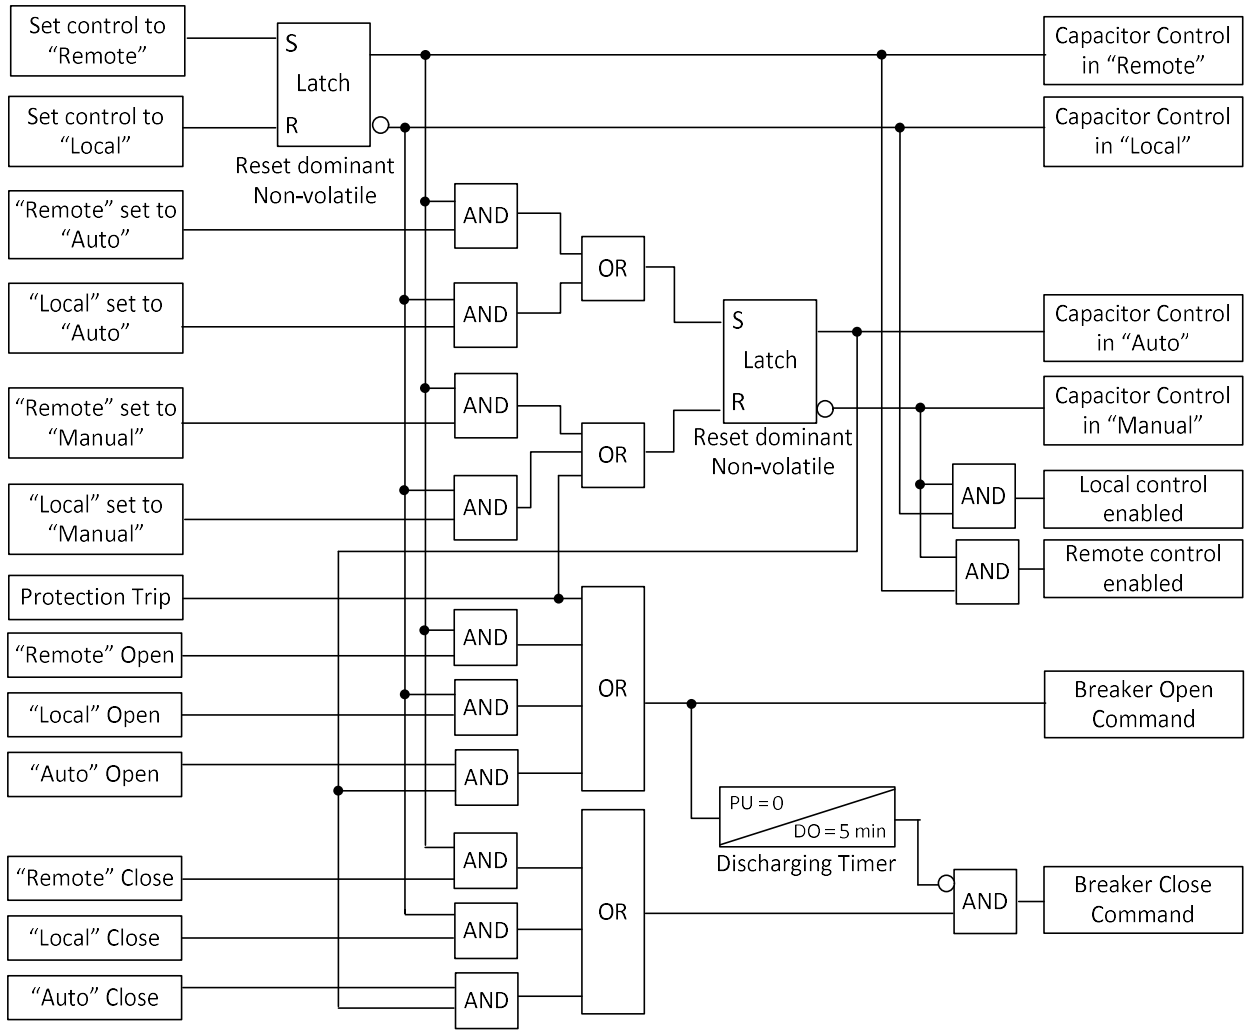 Set control to
“Remote”
S
Latch
R
Reset dominant
Non-volatile
Capacitor Control
in “Remote”
Set control to
“Local”
Capacitor Control
in “Local”
“Remote” set to
“Auto”
AND
OR
“Local” set to
“Auto”
AND
S
Latch
R
Reset dominant
Non-volatile
Capacitor Control
in “Auto”
“Remote” set to
“Manual”
AND
OR
Capacitor Control
in “Manual”
“Local” set to
“Manual”
AND
AND
Local control
enabled
AND
Remote control
enabled
Protection Trip
“Remote” Open
AND
“Local” Open
AND
“Auto” Open
AND
OR
Breaker Open
Command
PU = 0
DO = 5 min
Discharging Timer
“Remote” Close
AND
“Local” Close
AND
“Auto” Close
AND
OR
AND
Breaker Close
Command